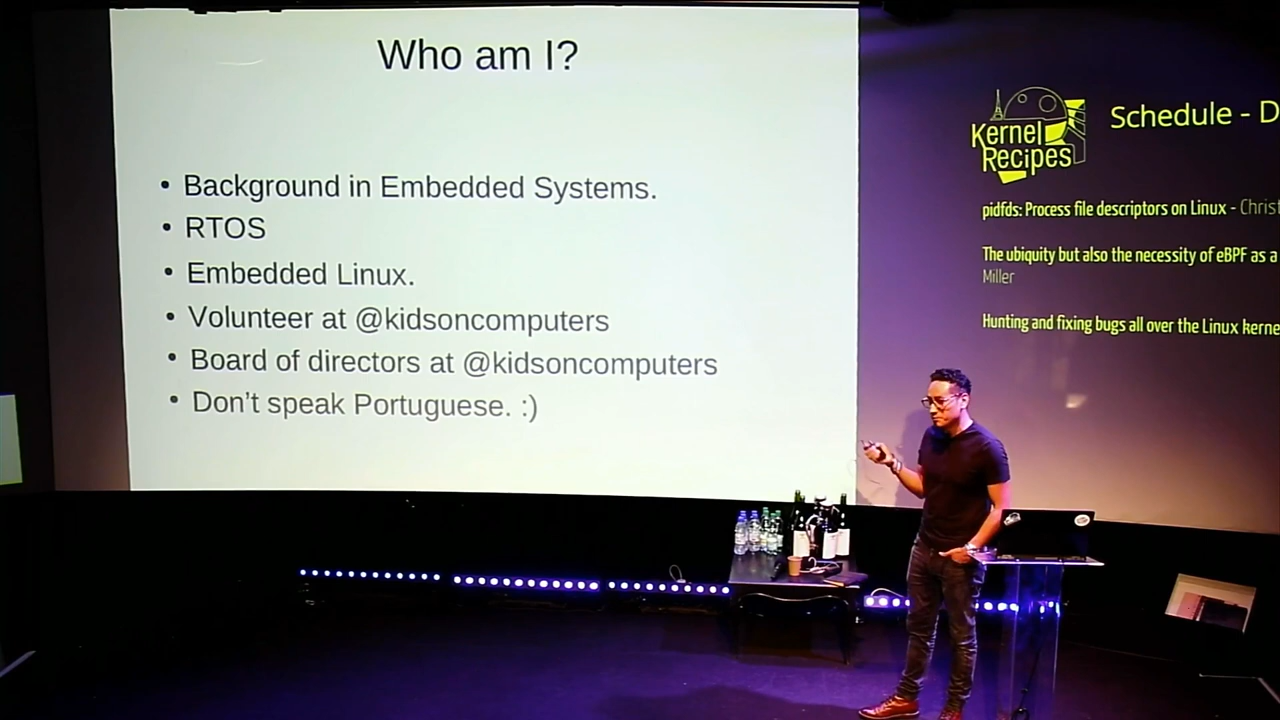 Who am I?
• Background in Embedded Systems.
• RTOS
• Embedded Linux.
• Volunteer at @kidsoncomputers
• Board of directors at @kidsoncomputers
• Don't speak Portuguese. :)
Kernel
Recipes
Schedule - D
pidfds: Process file descriptors on Linux - Christ
The ubiquity but also the necessity of eBPF as a
Miller
Hunting and fixing bugs all over the Linux kerne